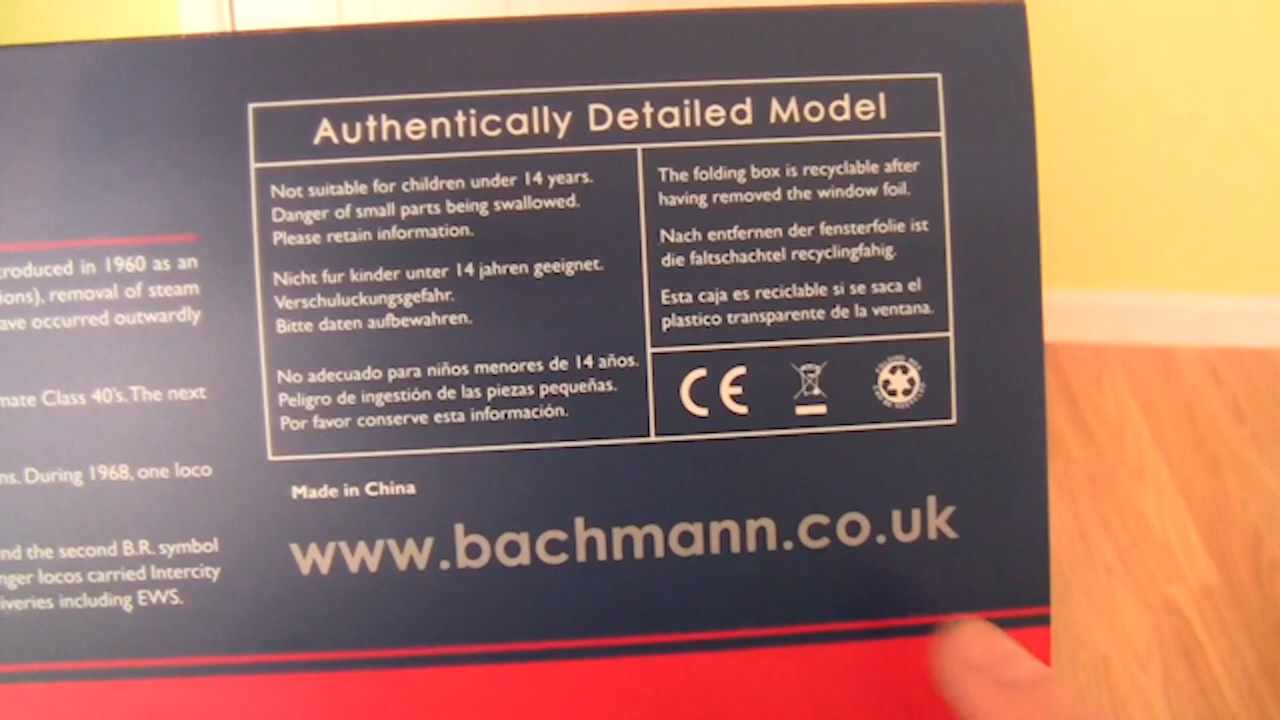 troduced in 1960 as an
ions), removal of steam
ave occurred outwardly
mate Class 40's. The next
ns. During 1968, one loco
nd the second B.R. symbol
nger locos carried Intercity
iveries including EWS.
Authentically Detailed Model
Not suitable for children under 14 years.
Danger of small parts being swallowed.
Please retain information.
Nicht fur kinder unter 14 jahren geeignet.
Verschuluckungsgefahr.
Bitte daten aufbewahren.
No adecuado para niños menores de 14 años.
Peligro de ingestión de las piezas pequeñas.
Por favor conserve esta información.
The folding box is recyclable after
having removed the window foil.
Nach entfernen der fensterfolie ist
die faltschachtel recyclingfahig.
Esta caja es reciclable si se saca el
plastico transparente de la ventana.
CE
Made in China
www.bachmann.co.uk